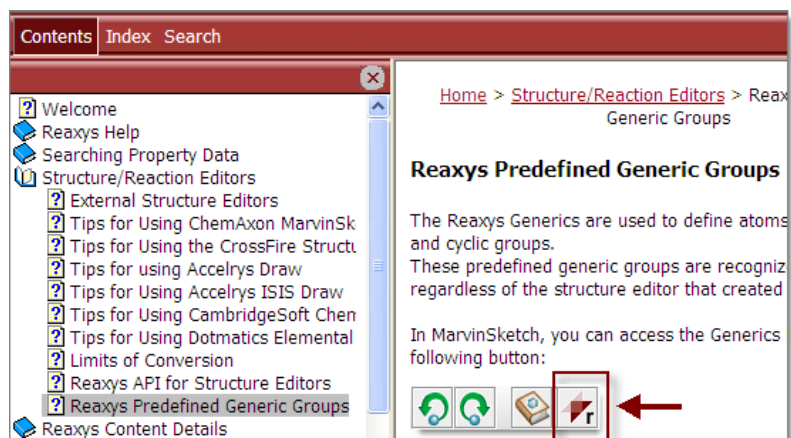 Contents Index Search
Welcome
Reaxys Help
Searching Property Data
Structure/Reaction Editors
External Structure Editors
Tips for Using ChemAxon MarvinSk
Tips for Using the CrossFire Structu
Tips for using Accelrys Draw
Tips for Using Accelrys ISIS Draw
Tips for Using CambridgeSoft Chem
Tips for Using Dotmatics Elemental
Limits of Conversion
Reaxys API for Structure Editors
Reaxys Predefined Generic Groups
Reaxys Content Details
Home > Structure/Reaction Editors > Reax
Generic Groups
Reaxys Predefined Generic Groups
The Reaxys Generics are used to define atoms
and cyclic groups.
These predefined generic groups are recogniz
regardless of the structure editor that created
In MarvinSketch, you can access the Generics
following button:
r